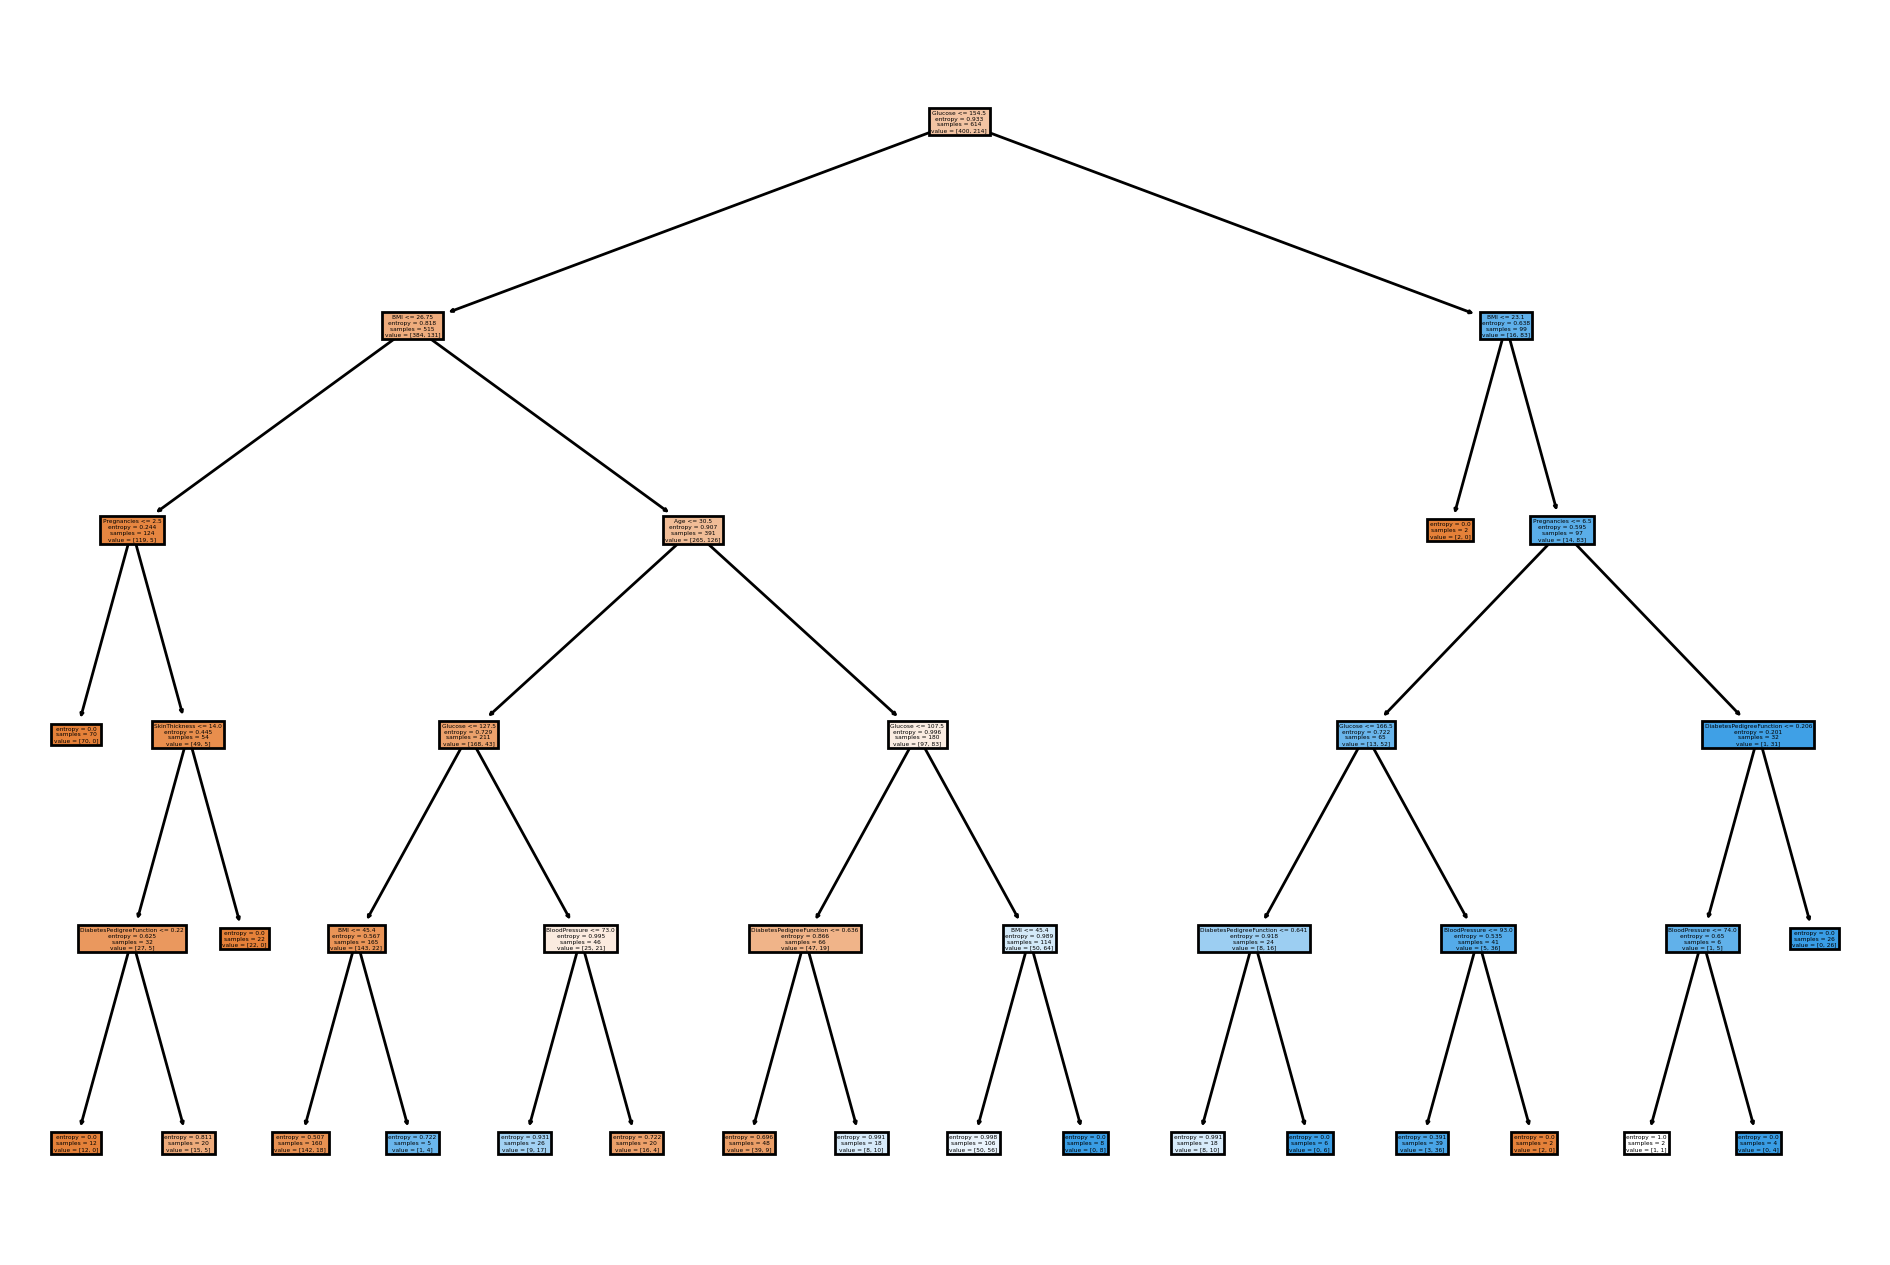 Glucose <= 154.5
entropy = 0.933
samples = 614
value = [400, 214]
BMI <= 26.75
entropy = 0.818
samples = 515
value = [384, 131]
BMI <= 23.1
entropy = 0.638
samples = 99
value = [16, 83]
Pregnancies <= 2.5
entropy = 0.244
samples = 124
value = [119, 5]
Age <= 30.5
entropy = 0.907
samples = 391
value = [265, 126]
entropy = 0.0
samples = 2
value = [2, 0]
Pregnancies <= 6.5
entropy = 0.595
samples = 97
value = [14, 83]
entropy = 0.0
samples = 70
value = [70, 0]
SkinThickness <= 14.0
entropy = 0.445
samples = 54
value = [49, 5]
Glucose <= 127.5
entropy = 0.729
samples = 211
value = [168, 43]
Glucose <= 107.5
entropy = 0.996
samples = 180
value = [97, 83]
Glucose <= 166.5
entropy = 0.722
samples = 65
value = [13, 52]
DiabetesPedigreeFunction <= 0.206
entropy = 0.201
samples = 32
value = [1, 31]
DiabetesPedigreeFunction <= 0.22
entropy = 0.625
samples = 32
value = [27, 5]
entropy = 0.0
samples = 22
value = [22, 0]
BMI <= 45.4
entropy = 0.567
samples = 165
value = [143, 22]
BloodPressure <= 73.0
entropy = 0.995
samples = 46
value = [25, 21]
DiabetesPedigreeFunction <= 0.636
entropy = 0.866
samples = 66
value = [47, 19]
BMI <= 45.4
entropy = 0.989
samples = 114
value = [50, 64]
DiabetesPedigreeFunction <= 0.641
entropy = 0.918
samples = 24
value = [8, 16]
BloodPressure <= 93.0
entropy = 0.535
samples = 41
value = [5, 36]
BloodPressure <= 74.0
entropy = 0.65
samples = 6
value = [1, 5]
entropy = 0.0
samples = 26
value = [0, 26]
entropy = 0.0
samples = 12
value = [12, 0]
entropy = 0.811
samples = 20
value = [15, 5]
entropy = 0.507
samples = 160
value = [142, 18]
entropy = 0.722
samples = 5
value = [1, 4]
entropy = 0.931
samples = 26
value = [9, 17]
entropy = 0.722
samples = 20
value = [16, 4]
entropy = 0.696
samples = 48
value = [39, 9]
entropy = 0.991
samples = 18
value = [8, 10]
entropy = 0.998
samples = 106
value = [50, 56]
entropy = 0.0
samples = 8
value = [0, 8]
entropy = 0.991
samples = 18
value = [8, 10]
entropy = 0.0
samples = 6
value = [0, 6]
entropy = 0.391
samples = 39
value = [3, 36]
entropy = 0.0
samples = 2
value = [2, 0]
entropy = 1.0
samples = 2
value = [1, 1]
entropy = 0.0
samples = 4
value = [0, 4]